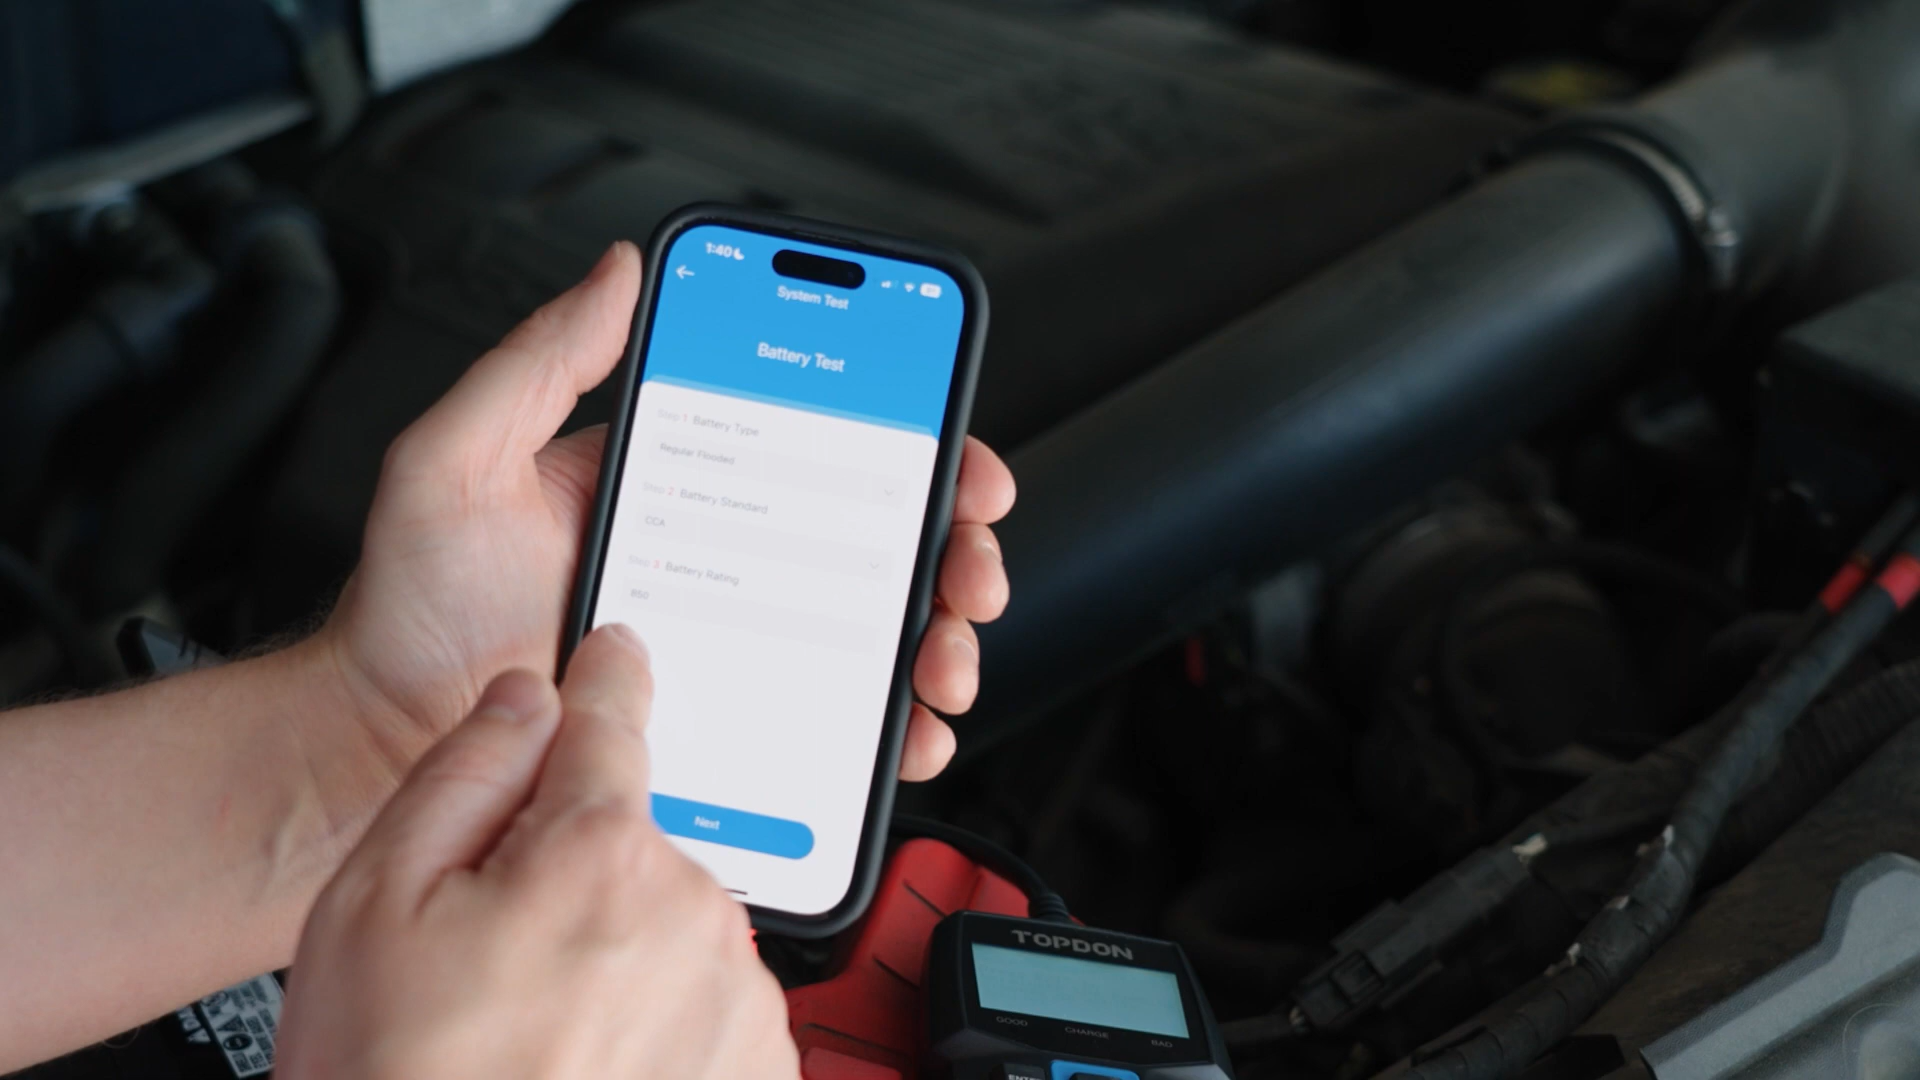 1:40
System Test
Battery Test
Step 1 Battery Type
Regular Flooded
Step 2 Battery Standard
CCA
Step 3 Battery Rating
850
Next
TOPDON
GOOD CHARGE BAD